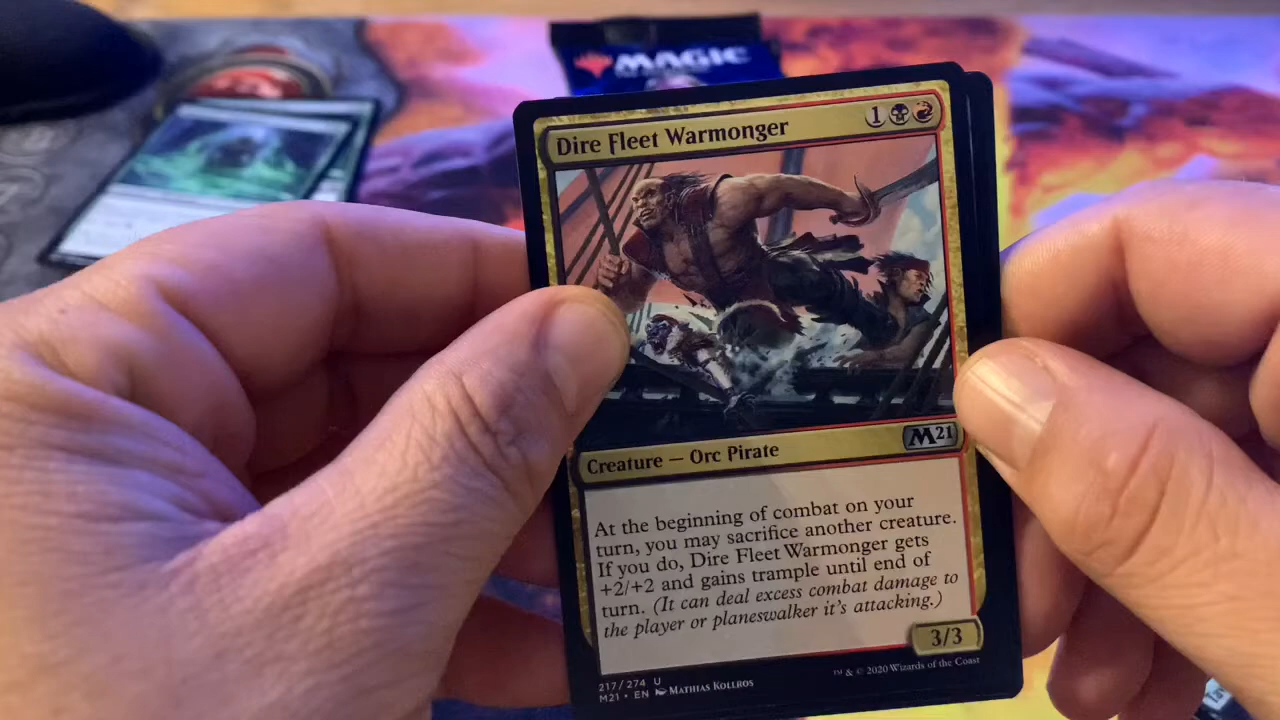 MAGIC
Dire Fleet Warmonger
1
Creature — Orc Pirate
M21
At the beginning of combat on your
turn, you may sacrifice another creature.
If you do, Dire Fleet Warmonger gets
+2/+2 and gains trample until end of
turn. (It can deal excess combat damage to
the player or planeswalker it's attacking.)
3/3
217/274 U
M21 • EN Mathias Kollros
™ & © 2020 Wizards of the Coast